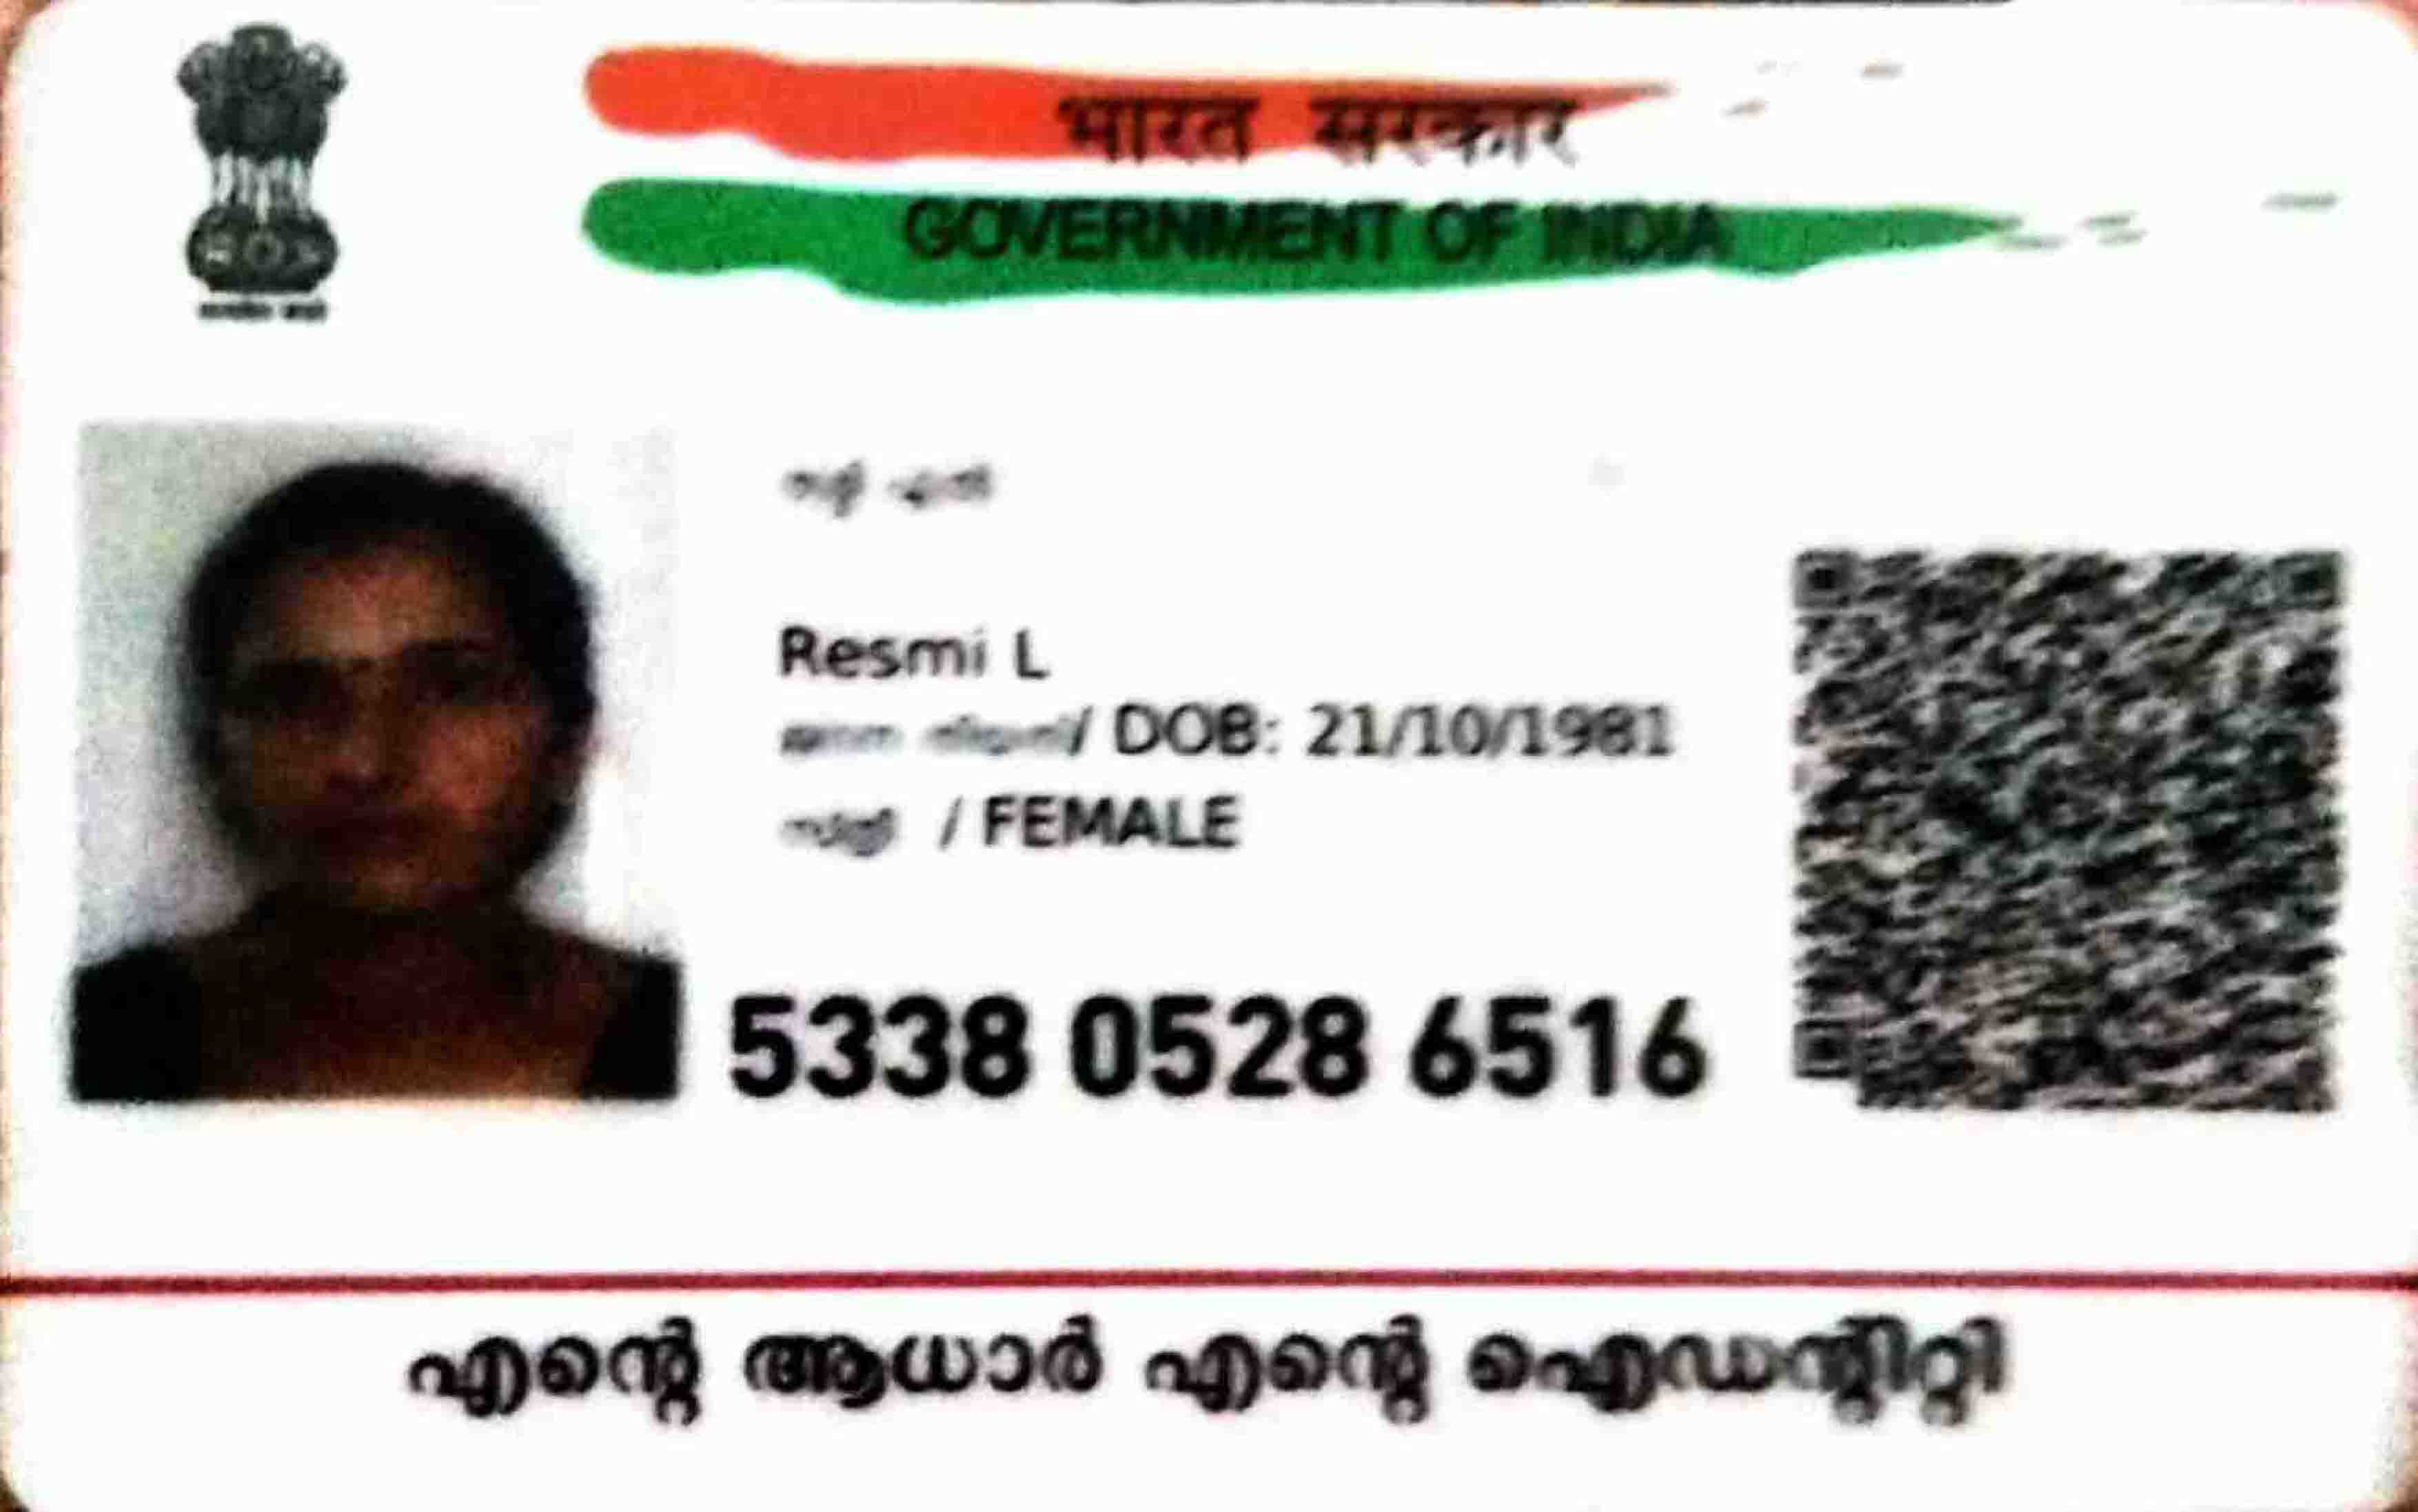 भारत सरकार
GOVERNMENT OF INDIA
Resmi L
/ DOB: 21/10/1981
/ FEMALE
5338 0528 6516
എന്റെ ആധാർ എന്റെ ഐഡന്റിറ്റി